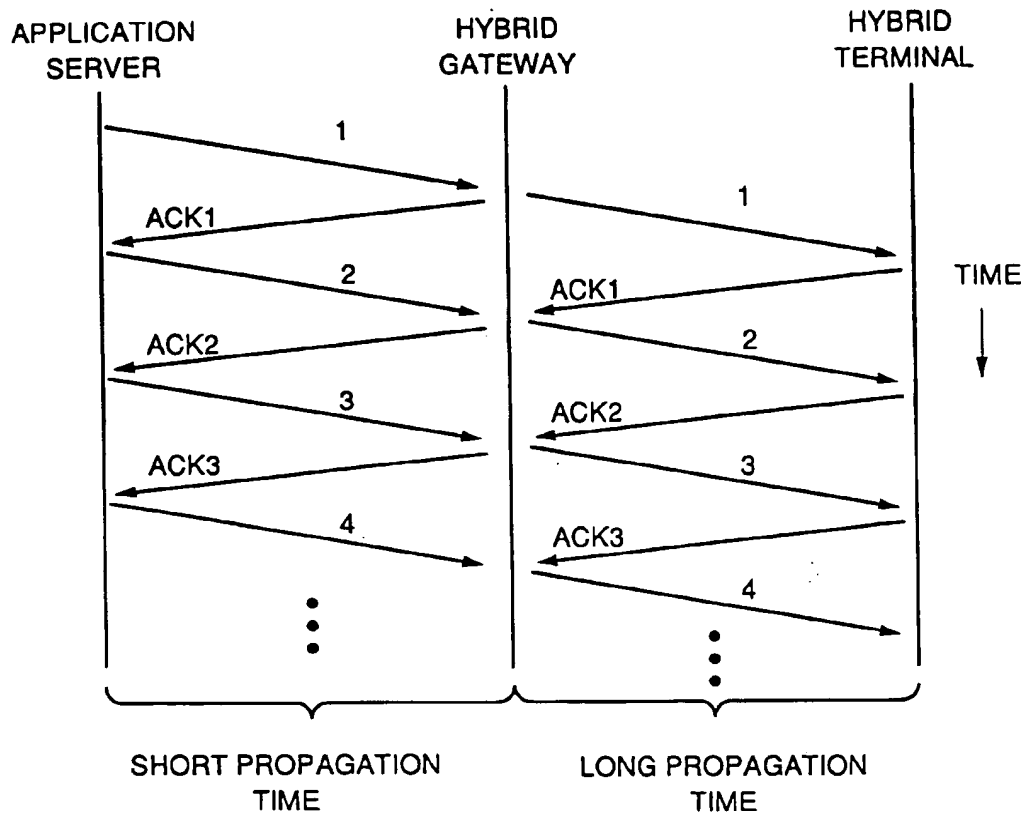 APPLICATION
SERVER
HYBRID
GATEWAY
HYBRID
TERMINAL
1
1
ACK1
2
ACK1
TIME
2
ACK2
3
ACK2
3
ACK3
4
ACK3
4
SHORT PROPAGATION
TIME
LONG PROPAGATION
TIME